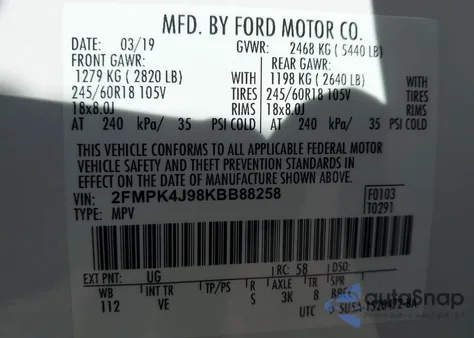 MFD. BY FORD MOTOR CO.
DATE: 03/19 GVWR: 2468 KG (5440 LB)
FRONT GAWR: REAR GAWR:
1279 KG (2820 LB) WITH 1198 KG (2640 LB) WITH
245/60R18 105V TIRES 245/60R18 105V TIRES
18x8.0J RIMS 18x8.0J RIMS
AT 240 kPa/ 35 PSI COLD AT 240 kPa/ 35 PSI COLD
THIS VEHICLE CONFORMS TO ALL APPLICABLE FEDERAL MOTOR
VEHICLE SAFETY AND THEFT PREVENTION STANDARDS IN
EFFECT ON THE DATE OF MANUFACTURE SHOWN ABOVE.
VIN: 2FMPK4J98KBB88258 F0103
TYPE: MPV T0291
EXT PNT: UG RC: 58 DSO:
WB INT TR TP/PS R AXLE TR SPR
112 VE S 3K 8
UTC
autoSnap